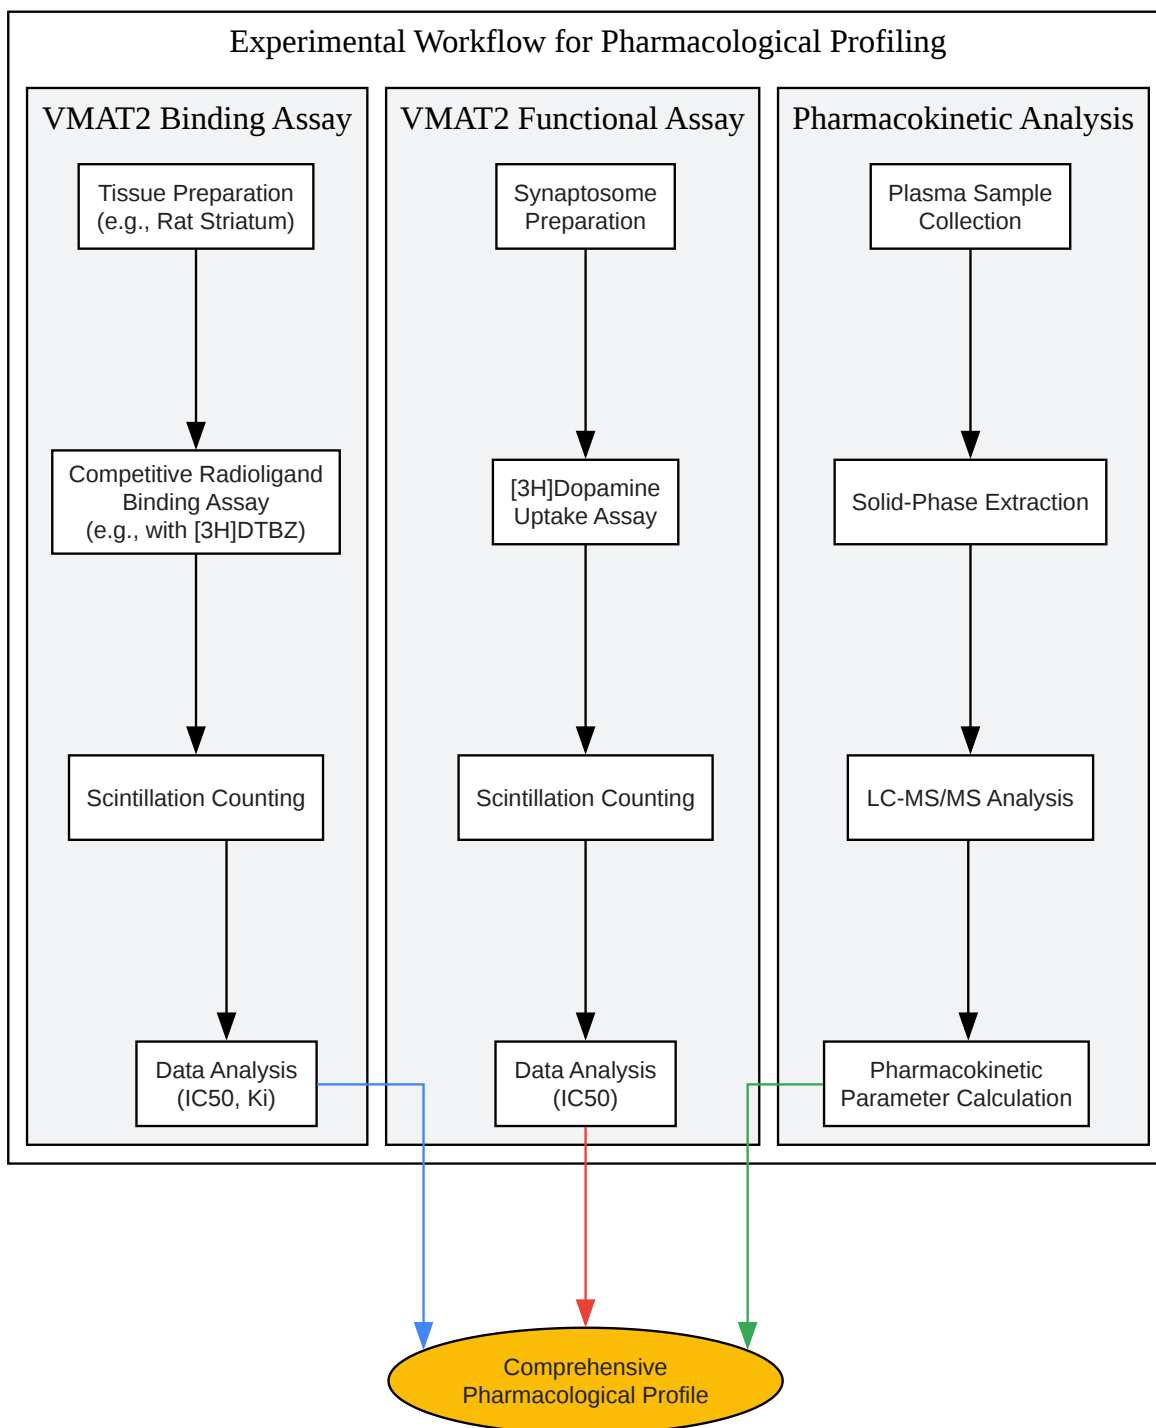 Experimental Workflow for Pharmacological Profiling
VMAT2 Binding Assay
Tissue Preparation
(e.g., Rat Striatum)
Competitive Radioligand
Binding Assay
(e.g., with [3H]DTBZ)
Scintillation Counting
Data Analysis
(IC50, Ki)
VMAT2 Functional Assay
Synaptosome
Preparation
[3H]Dopamine
Uptake Assay
Scintillation Counting
Data Analysis
(IC50)
Pharmacokinetic Analysis
Plasma Sample
Collection
Solid-Phase Extraction
LC-MS/MS Analysis
Pharmacokinetic
Parameter Calculation
Comprehensive
Pharmacological Profile